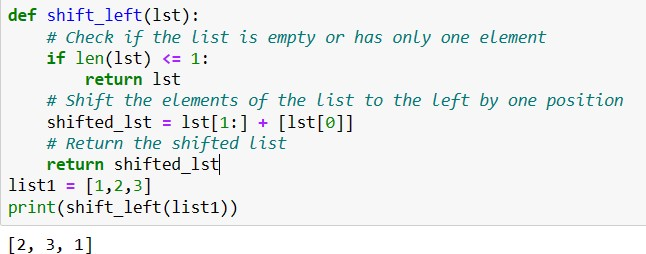 def shift_left(lst):
    # Check if the list is empty or has only one element
    if len(lst) <= 1:
        return lst
    # Shift the elements of the list to the left by one position
    shifted_lst = lst[1:] + [lst[0]]
    # Return the shifted list
    return shifted_lst
list1 = [1,2,3]
print(shift_left(list1))
[2, 3, 1]